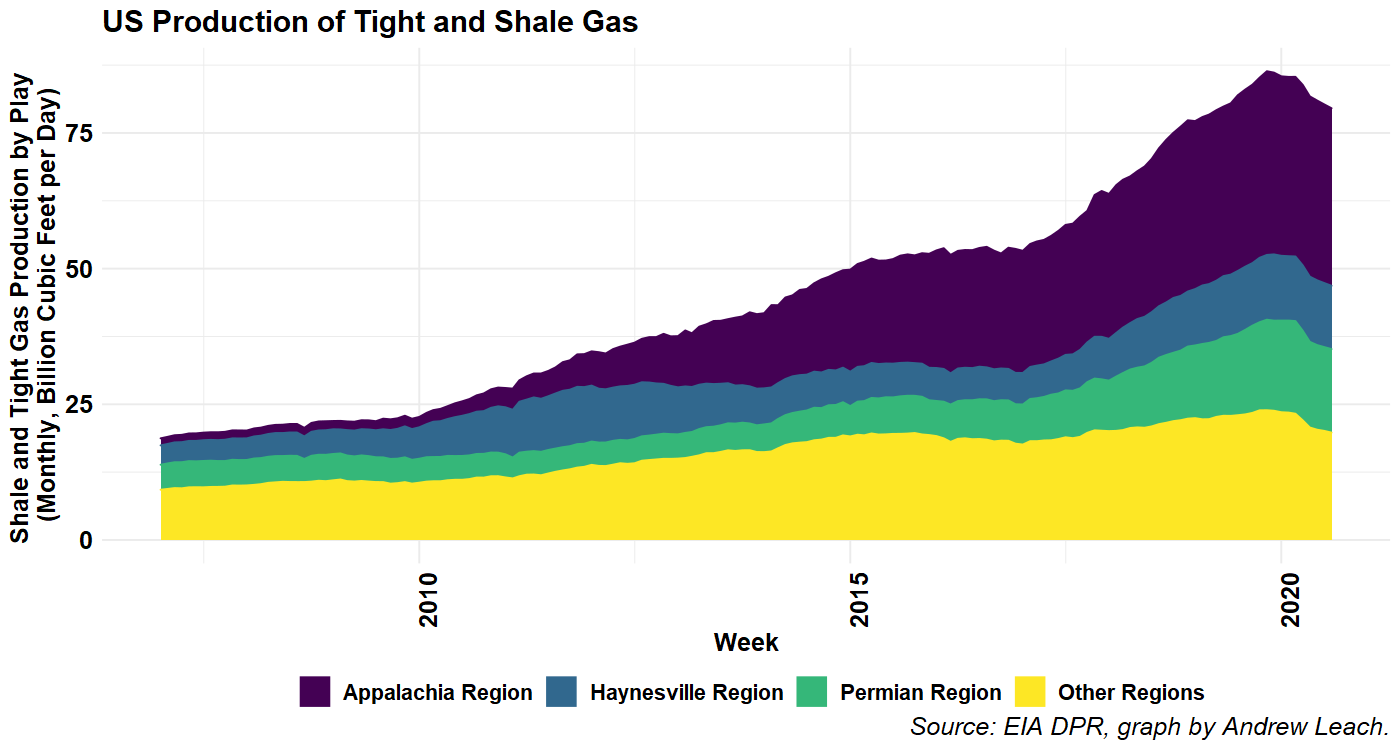 US Production of Tight and Shale Gas
Shale and Tight Gas Production by Play
(Monthly, Billion Cubic Feet per Day)
75
50
25
0
2010
2015
2020
Week
Appalachia Region
Haynesville Region
Permian Region
Other Regions
Source: EIA DPR, graph by Andrew Leach.